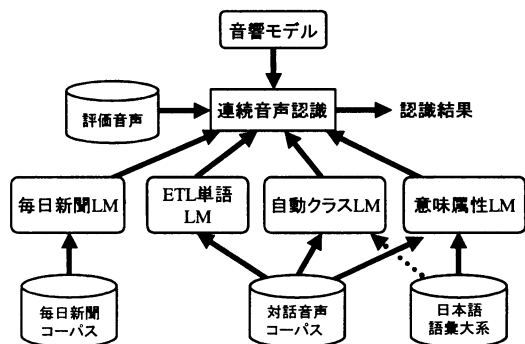 音響モデル
評価音声
連続音声認識
認識結果
毎日新聞LM
ETL単語
LM
自動クラスLM
意味属性LM
毎日新聞
コーパス
対話音声
コーパス
日本語
語彙大系